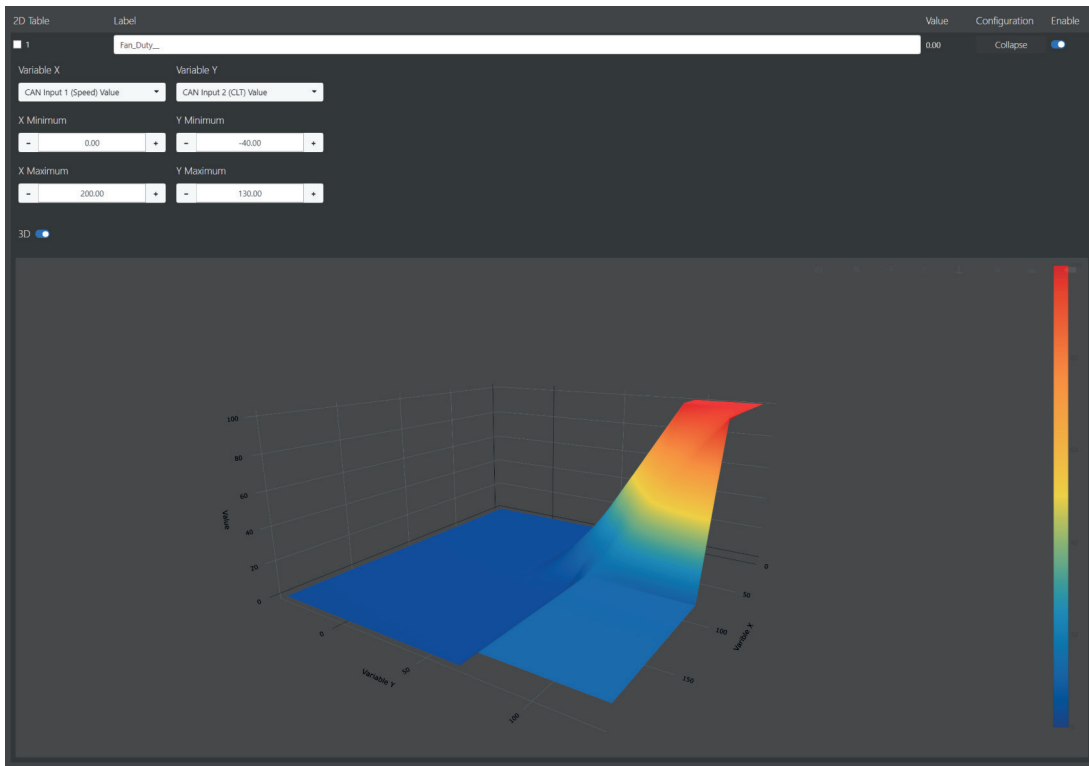 2D Table Label Value Configuration Enable
1 Fan_Duty__ 0.00 Collapse
Variable X Variable Y
CAN Input 1 (Speed) Value CAN Input 2 (CLT) Value
X Minimum Y Minimum
- 0.00 + - -40.00 +
X Maximum Y Maximum
- 200.00 + - 130.00 +
3D
100
80
60
Value
40
20
0
0
0
50
50
100
Varible X
Variable Y
150
100